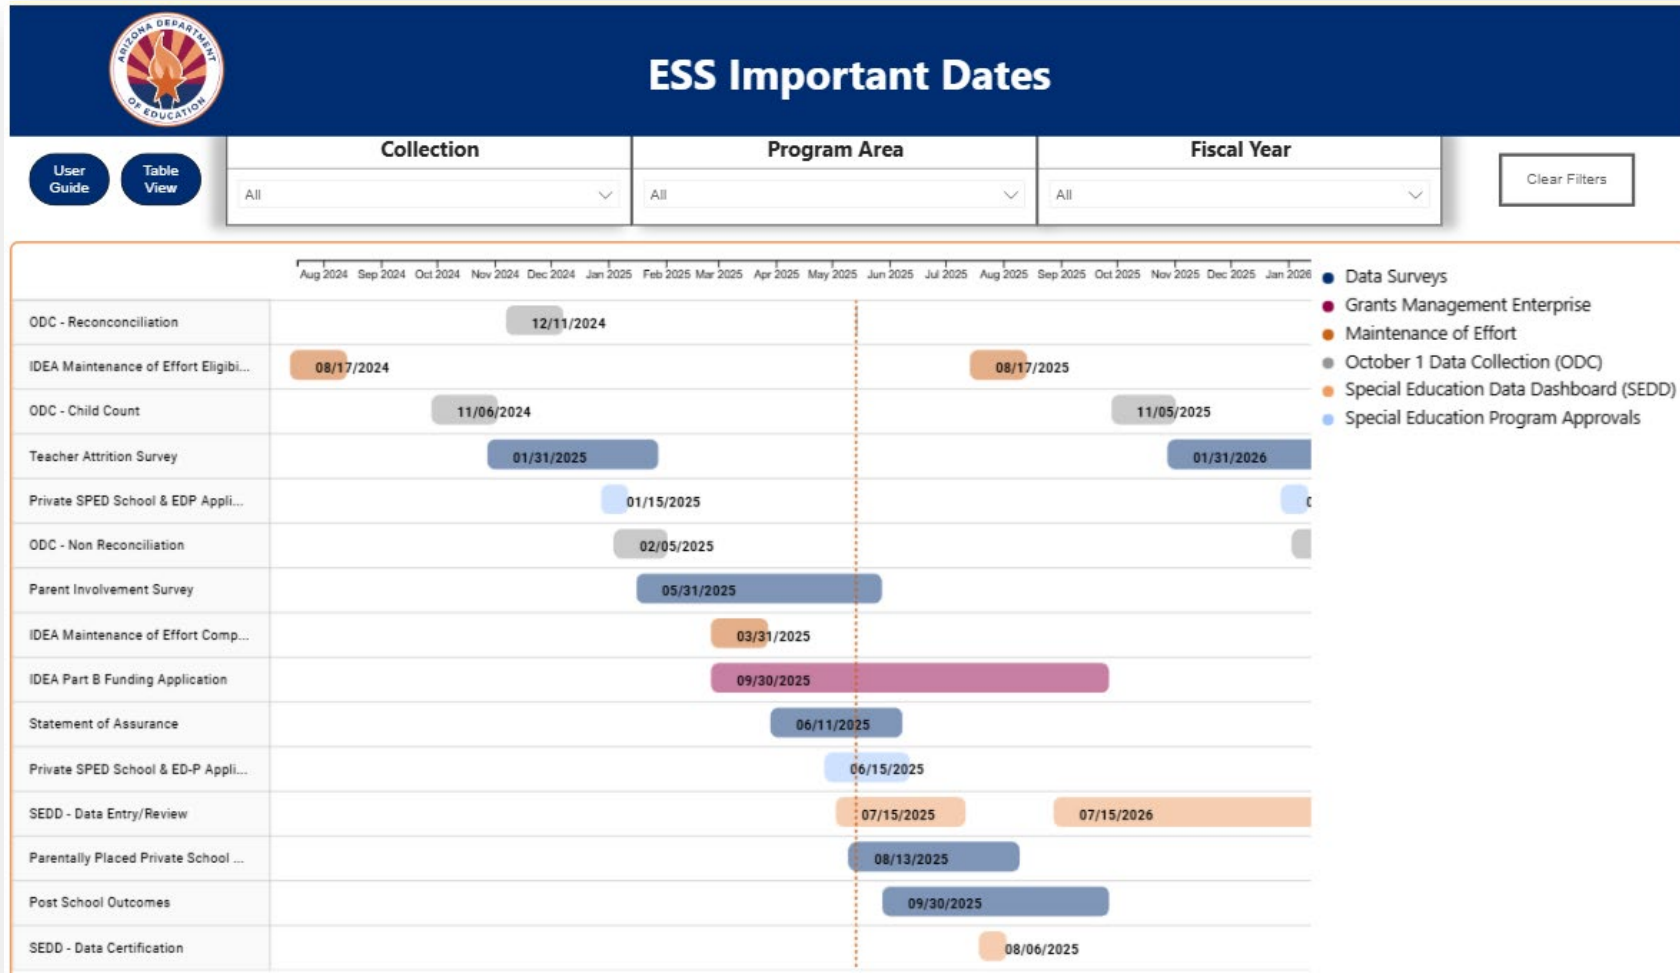 ARIZONA DEPARTMENT
OF EDUCATION
ESS Important Dates
User
Guide
Table
View
Collection
All
Program Area
All
Fiscal Year
All
Clear Filters
Aug 2024 Sep 2024 Oct 2024 Nov 2024 Dec 2024 Jan 2025 Feb 2025 Mar 2025 Apr 2025 May 2025 Jun 2025 Jul 2025 Aug 2025 Sep 2025 Oct 2025 Nov 2025 Dec 2025 Jan 2026
Data Surveys
Grants Management Enterprise
Maintenance of Effort
October 1 Data Collection (ODC)
Special Education Data Dashboard (SEDD)
Special Education Program Approvals
ODC - Reconconciliation 12/11/2024
IDEA Maintenance of Effort Eligibi... 08/17/2024 08/17/2025
ODC - Child Count 11/06/2024 11/05/2025
Teacher Attrition Survey 01/31/2025 01/31/2026
Private SPED School & EDP Appli... 01/15/2025
ODC - Non Reconciliation 02/05/2025
Parent Involvement Survey 05/31/2025
IDEA Maintenance of Effort Comp... 03/31/2025
IDEA Part B Funding Application 09/30/2025
Statement of Assurance 06/11/2025
Private SPED School & ED-P Appli... 06/15/2025
SEDD - Data Entry/Review 07/15/2025 07/15/2026
Parentally Placed Private School ... 08/13/2025
Post School Outcomes 09/30/2025
SEDD - Data Certification 08/06/2025